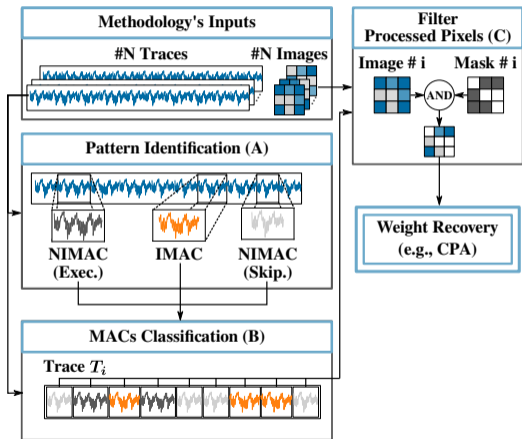 Methodology's Inputs
#N Traces
#N Images
Pattern Identification (A)
NIMAC
(Exec.)
IMAC
NIMAC
(Skip.)
MACs Classification (B)
Trace Ti
Filter
Processed Pixels (C)
Image # i
Mask # i
AND
Weight Recovery
(e.g., CPA)